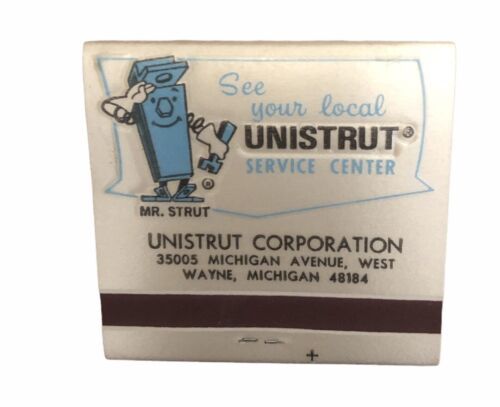 See
your local
UNISTRUT®
SERVICE CENTER
®
MR. STRUT
UNISTRUT CORPORATION
35005 MICHIGAN AVENUE, WEST
WAYNE, MICHIGAN 48184
+